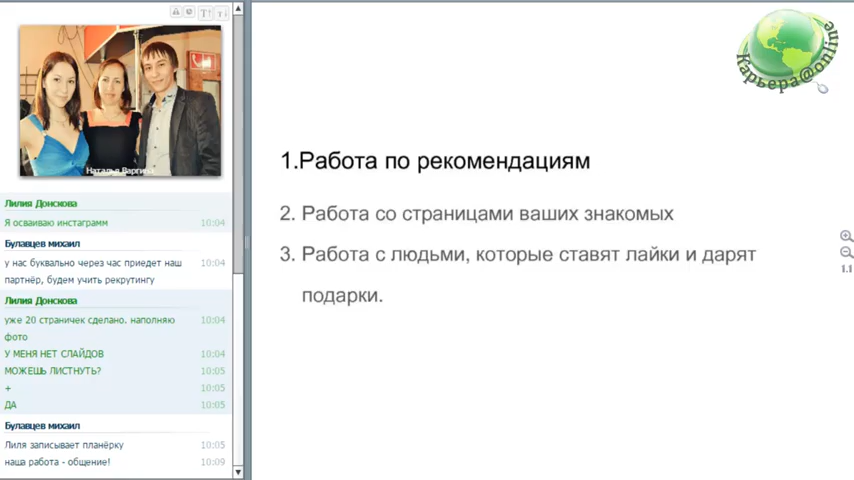 Наталья Варгина
Лилия Донскова
Я осваиваю инстаграмм 10:04
Булавцев михаил
у нас буквально через час приедет наш 10:04
партнёр, будем учить рекрутингу
Лилия Донскова
уже 20 страничек сделано. наполняю 10:04
фото
У МЕНЯ НЕТ СЛАЙДОВ 10:04
МОЖЕШЬ ЛИСТНУТЬ? 10:05
+ 10:05
ДА 10:05
Булавцев михаил
Лиля записывает планёрку 10:05
наша работа - общение! 10:09
Карьера@online
1.Работа по рекомендациям
2. Работа со страницами ваших знакомых
3. Работа с людьми, которые ставят лайки и дарят
подарки.
1.1